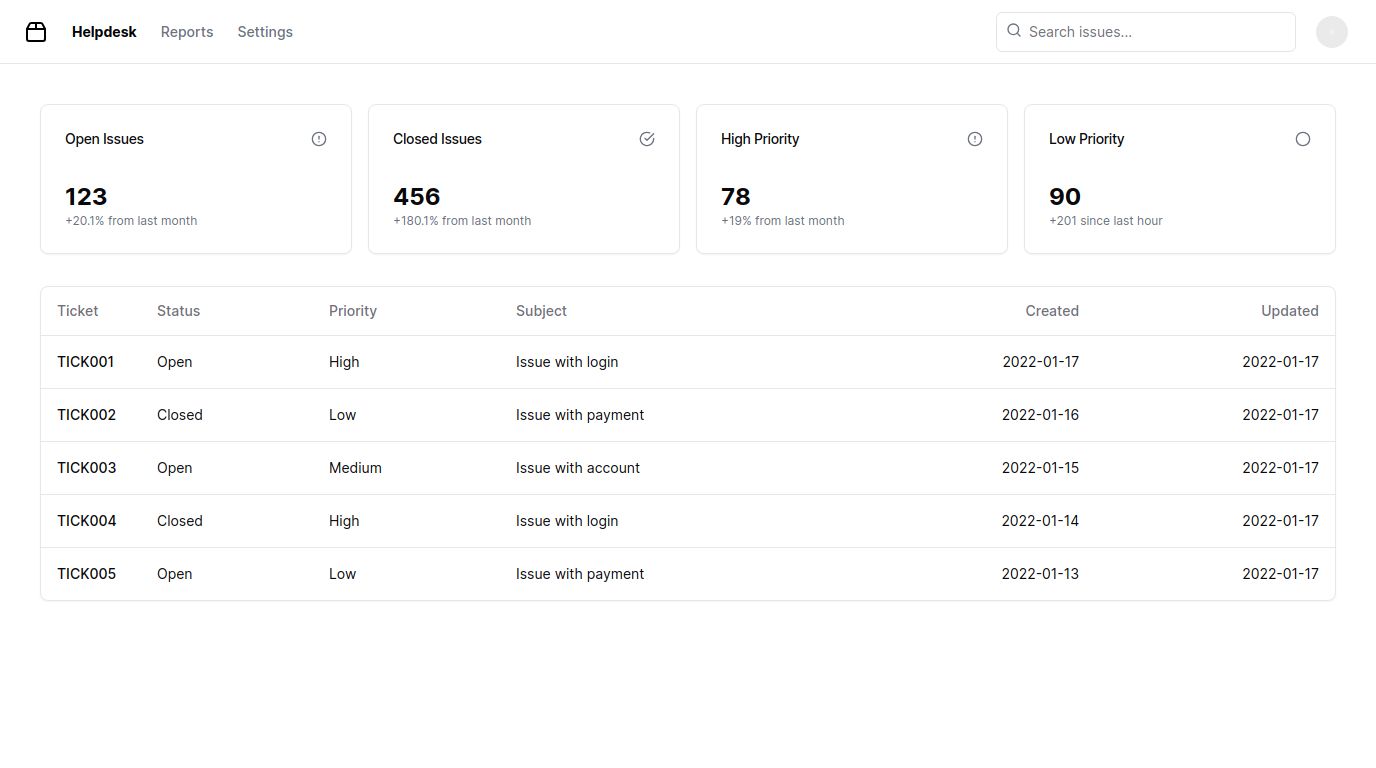 Helpdesk Reports Settings Search issues...
Open Issues
123
+20.1% from last month
Closed Issues
456
+180.1% from last month
High Priority
78
+19% from last month
Low Priority
90
+201 since last hour
Ticket Status Priority Subject Created Updated
TICK001 Open High Issue with login 2022-01-17 2022-01-17
TICK002 Closed Low Issue with payment 2022-01-16 2022-01-17
TICK003 Open Medium Issue with account 2022-01-15 2022-01-17
TICK004 Closed High Issue with login 2022-01-14 2022-01-17
TICK005 Open Low Issue with payment 2022-01-13 2022-01-17